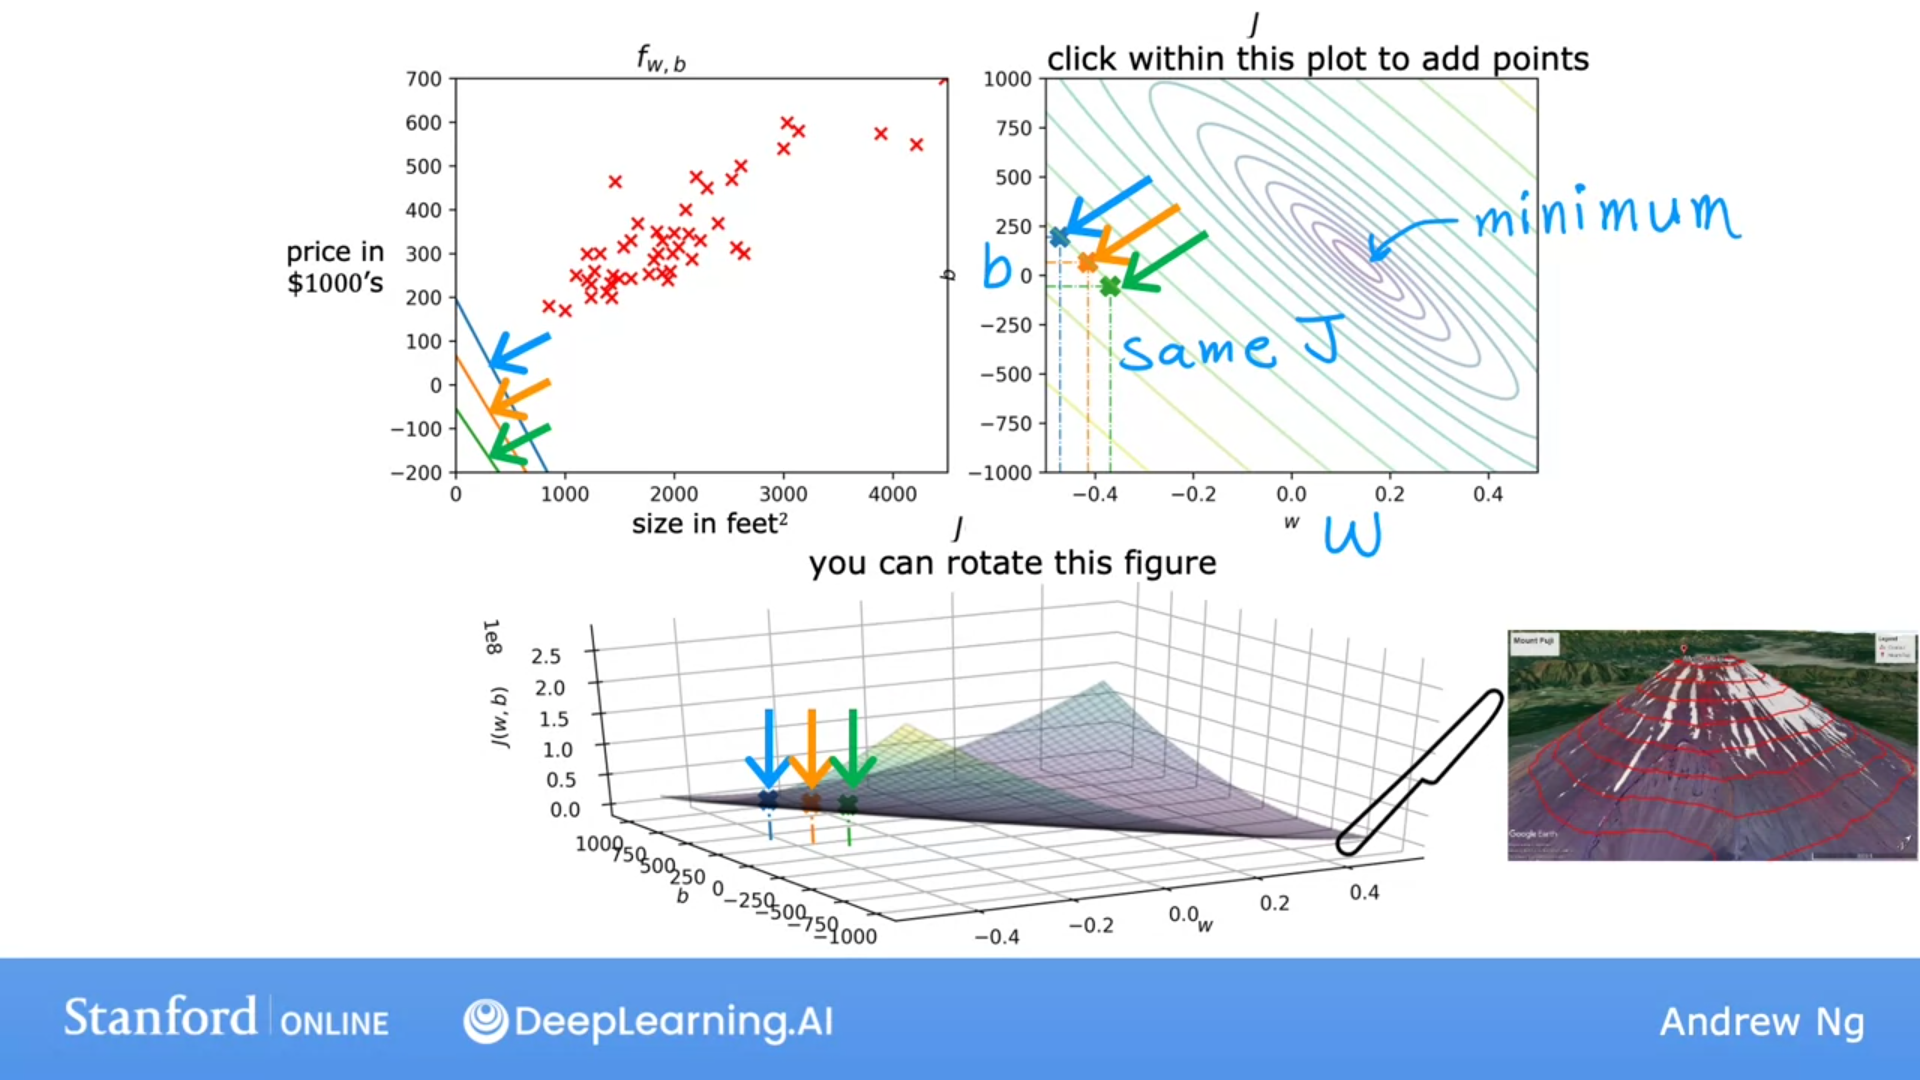 f w, b
700
600
500
400
300
200
100
0
−100
−200
price in
$1000's
0 1000 2000 3000 4000
size in feet²
J
click within this plot to add points
1000
750
500
250
0
−250
−500
−750
−1000
b
b
minimum
same J
−0.4 −0.2 0.0 0.2 0.4
w
W
J
you can rotate this figure
1e8
J(w, b)
2.5
2.0
1.5
1.0
0.5
0.0
1000
750
500
250
0
−250
−500
−750
−1000
b
−0.4 −0.2 0.0 0.2 0.4
w
Mount Fuji
Legend
Google Earth
Stanford ONLINE DeepLearning.AI Andrew Ng